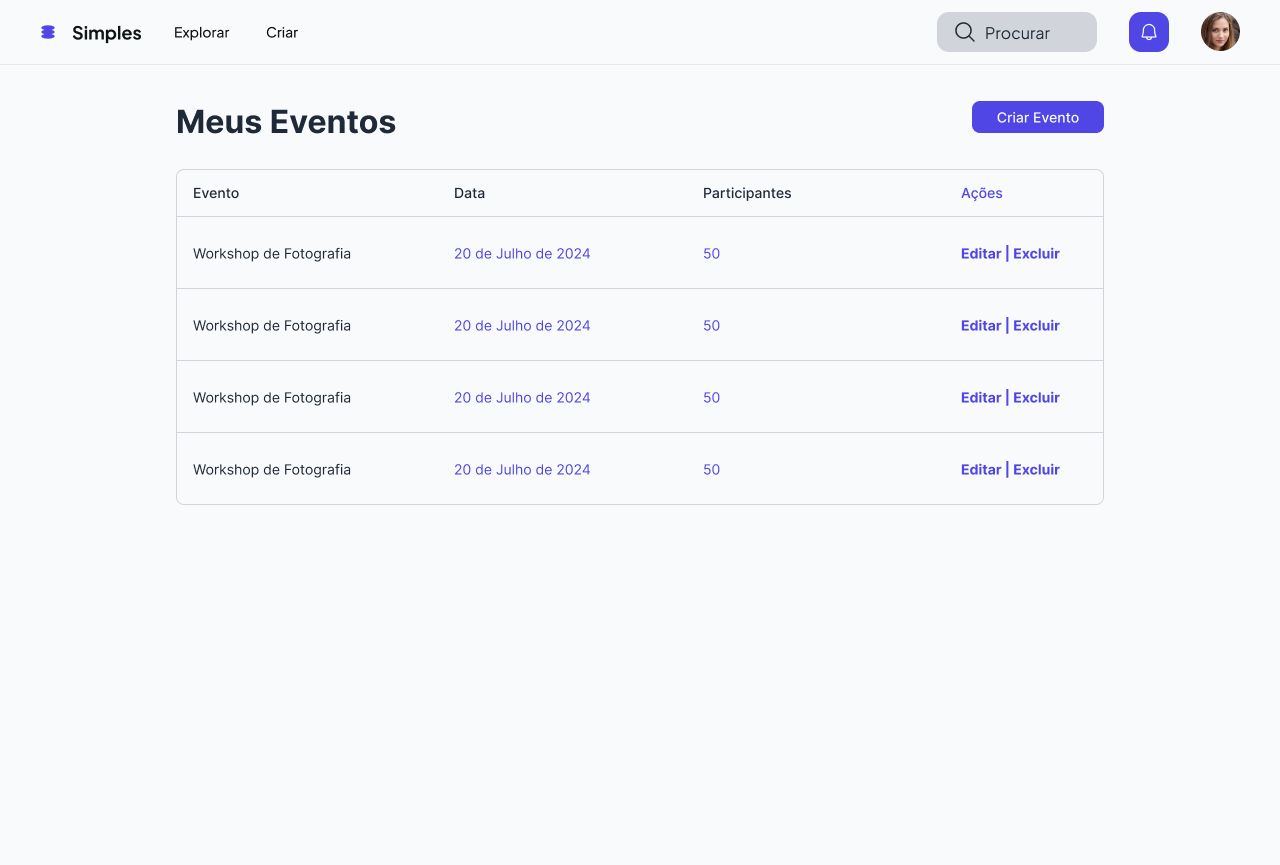 Simples Explorar Criar Procurar
Meus Eventos Criar Evento
Evento Data Participantes Ações
Workshop de Fotografia 20 de Julho de 2024 50 Editar | Excluir
Workshop de Fotografia 20 de Julho de 2024 50 Editar | Excluir
Workshop de Fotografia 20 de Julho de 2024 50 Editar | Excluir
Workshop de Fotografia 20 de Julho de 2024 50 Editar | Excluir